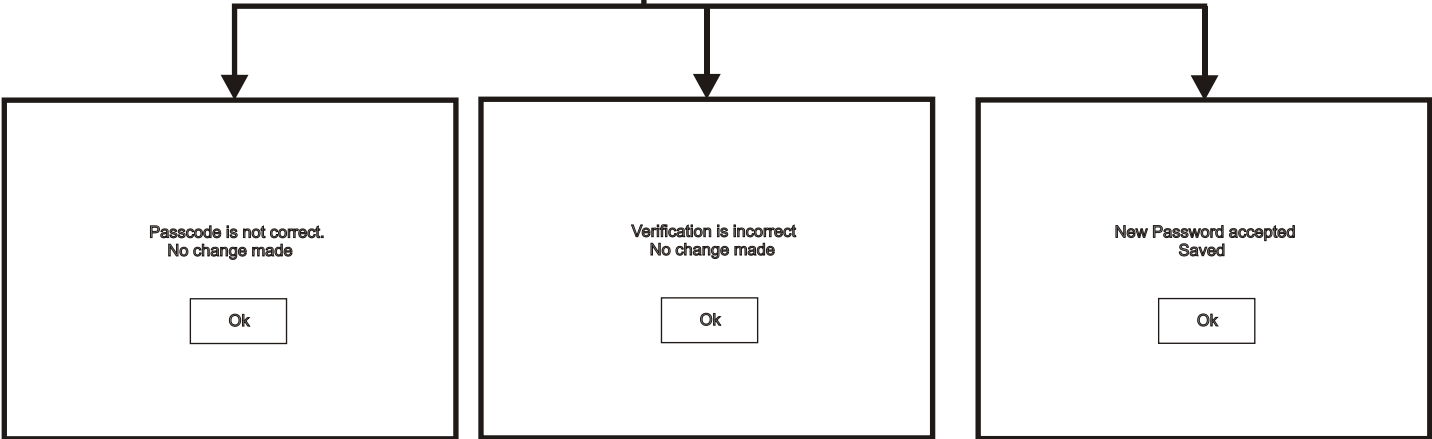 Passcode is not correct.
No change made
Ok
Verification is incorrect
No change made
Ok
New Password accepted
Saved
Ok